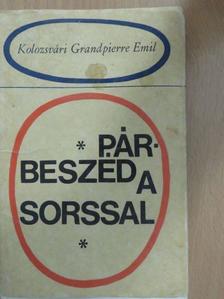 Kolozsvári Grandpierre Emil
* PÁR-
BESZÉD A
SORSSAL
*